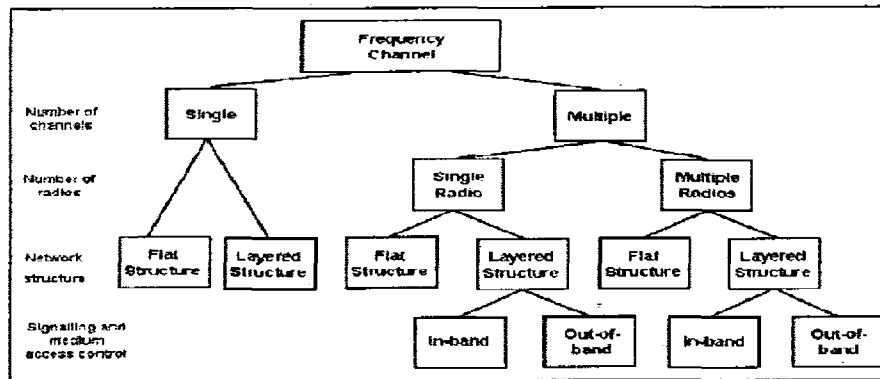 Frequency
Channel
Number of
channels
Single
Multiple
Number of
radios
Single
Radio
Multiple
Radios
Network
structure
Flat
Structure
Layered
Structure
Flat
Structure
Layered
Structure
Flat
Structure
Layered
Structure
Signalling and
medium
access control
In-band
Out-of-
band
In-band
Out-of-
band